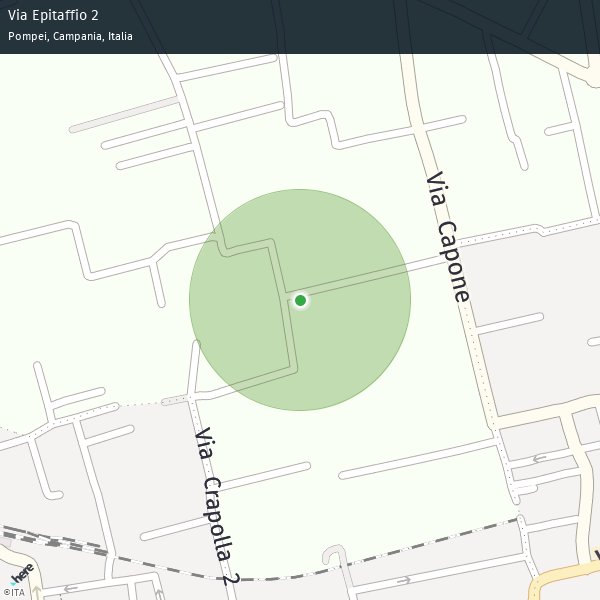 Via Epitaffio 2
Pompei, Campania, Italia
Via Capone
Via Crapolla 2
here
©ITA